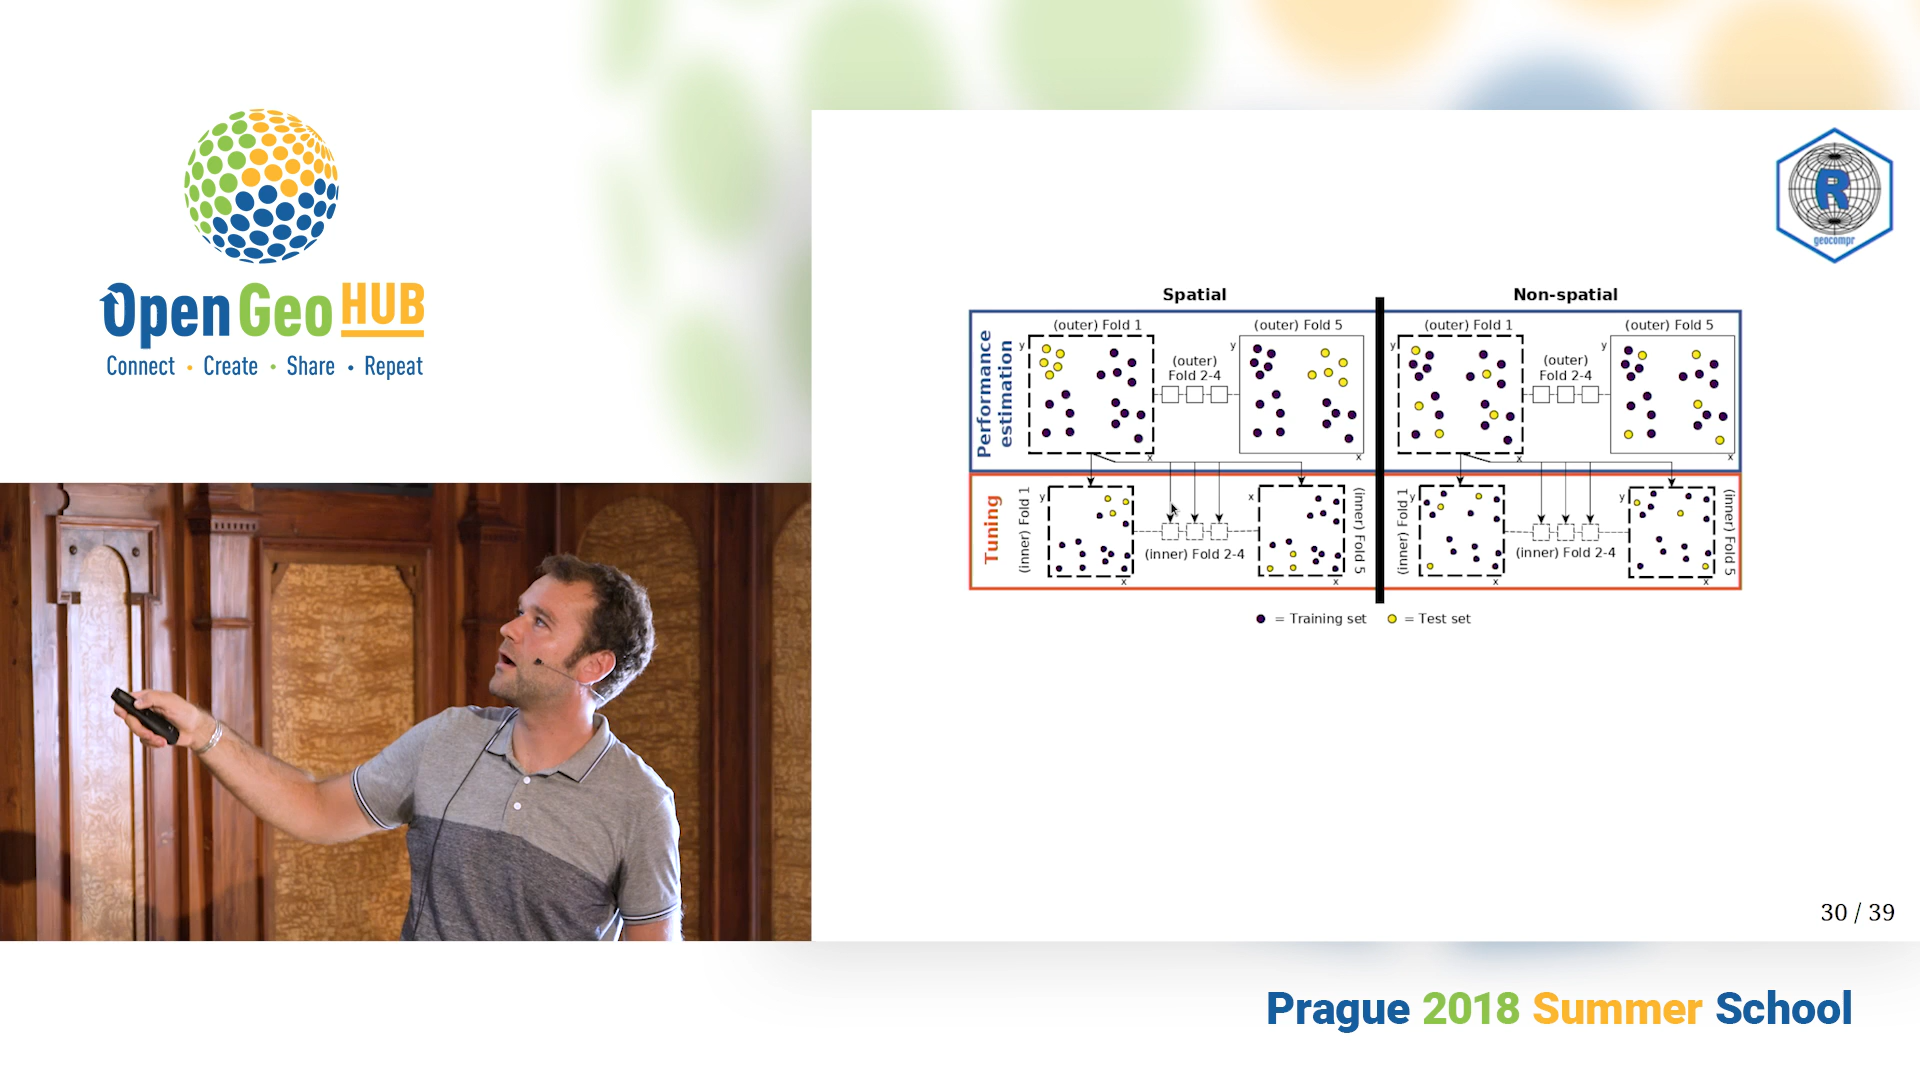 Open Geo HUB
Connect • Create • Share • Repeat
R
geocompr
Spatial
Non-spatial
Performance
estimation
(outer) Fold 1
(outer)
Fold 2-4
(outer) Fold 5
(outer) Fold 1
(outer)
Fold 2-4
(outer) Fold 5
y
x
y
x
y
x
y
x
Tuning
(inner) Fold 1
(inner) Fold 2-4
(inner) Fold 5
(inner) Fold 1
(inner) Fold 2-4
(inner) Fold 5
y
x
x
x
y
x
y
x
= Training set
= Test set
30 / 39
Prague 2018 Summer School